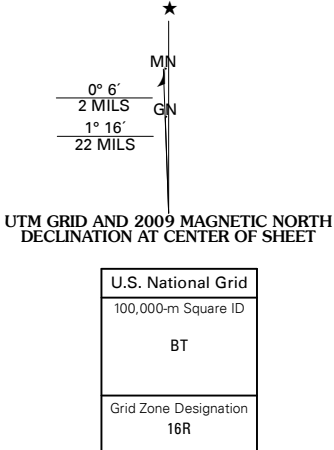 ★
MN
0° 6´
2 MILS
GN
1° 16´
22 MILS
UTM GRID AND 2009 MAGNETIC NORTH
DECLINATION AT CENTER OF SHEET
U.S. National Grid
100,000-m Square ID
BT
Grid Zone Designation
16R